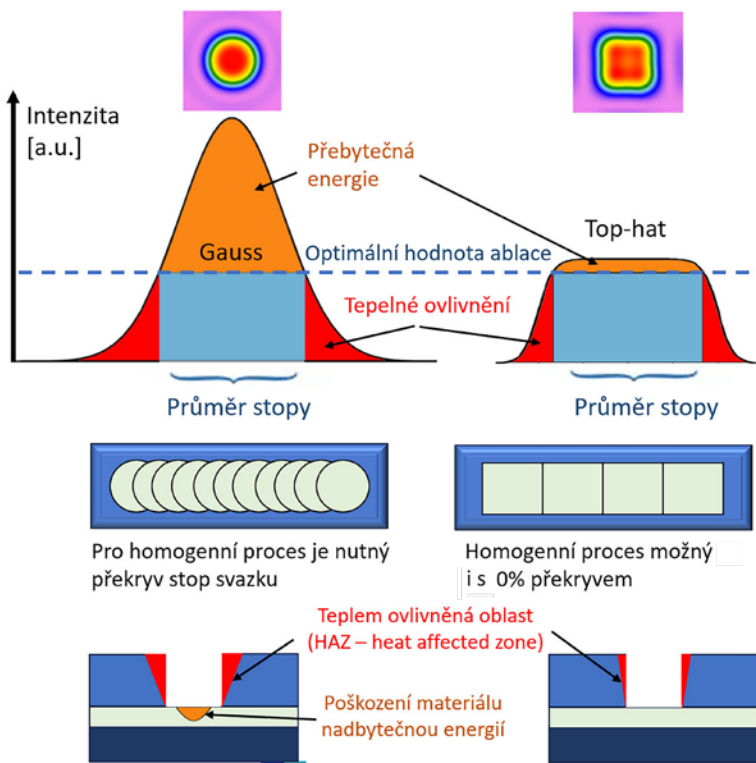 Intenzita
[a.u.]
Přebytečná
energie
Gauss
Top-hat
Optimální hodnota ablace
Tepelné ovlivnění
Průměr stopy
Průměr stopy
Pro homogenní proces je nutný
překryv stop svazku
Homogenní proces možný
i s 0% překryvem
Teplem ovlivněná oblast
(HAZ – heat affected zone)
Poškození materiálu
nadbytečnou energií